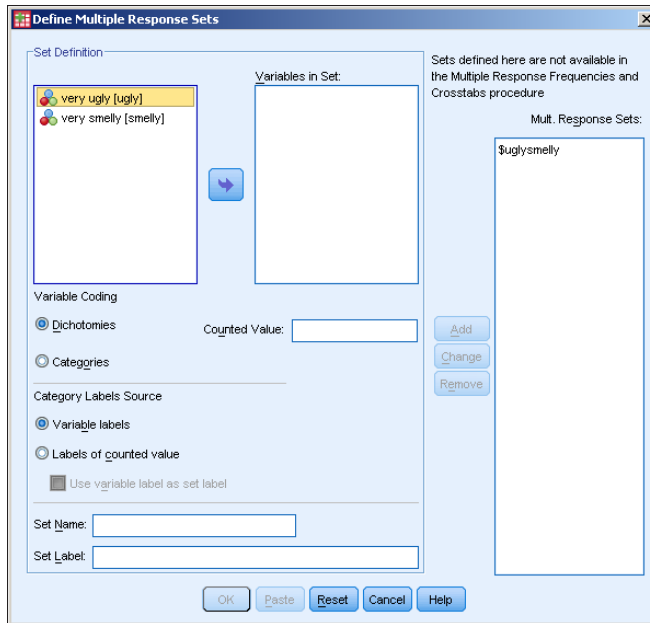 Define Multiple Response Sets
Set Definition
very ugly [ugly]
very smelly [smelly]
Variables in Set:
Sets defined here are not available in
the Multiple Response Frequencies and
Crosstabs procedure
Mult. Response Sets:
$uglysmelly
Variable Coding
Dichotomies
Counted Value:
Categories
Add
Change
Remove
Category Labels Source
Variable labels
Labels of counted value
Use variable label as set label
Set Name:
Set Label:
OK
Paste
Reset
Cancel
Help